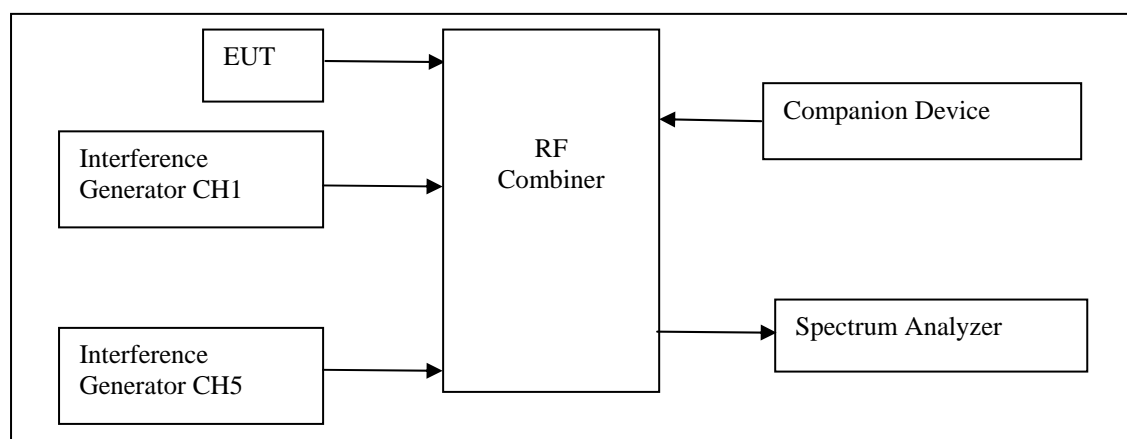 EUT
Interference
Generator CH1
Interference
Generator CH5
RF
Combiner
Companion Device
Spectrum Analyzer